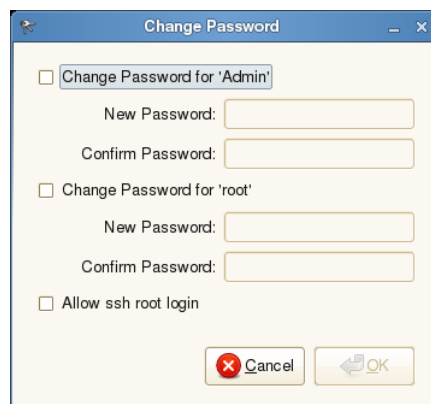 Change Password
Change Password for 'Admin'
New Password:
Confirm Password:
Change Password for 'root'
New Password:
Confirm Password:
Allow ssh root login
Cancel OK